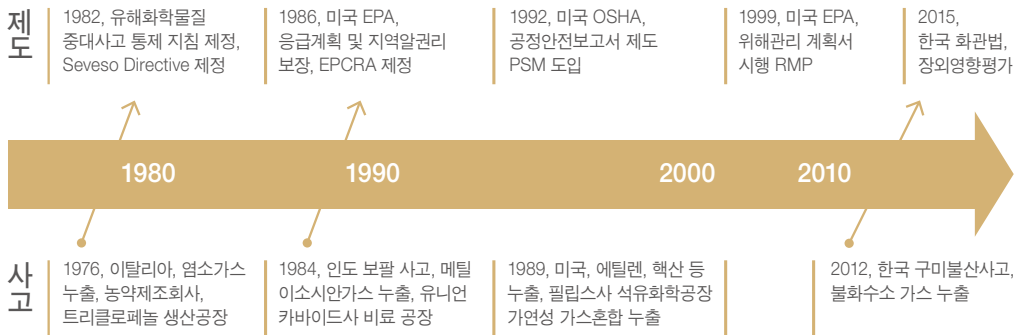 제도
1982, 유해화학물질
중대사고 통제 지침 제정,
Seveso Directive 제정
1986, 미국 EPA,
응급계획 및 지역알권리
보장, EPCRA 제정
1992, 미국 OSHA,
공정안전보고서 제도
PSM 도입
1999, 미국 EPA,
위해관리 계획서
시행 RMP
2015,
한국 화관법,
장외영향평가
1980
1990
2000
2010
사고
1976, 이탈리아, 염소가스
누출, 농약제조회사,
트리클로페놀 생산공장
1984, 인도 보팔 사고, 메틸
이소시안가스 누출, 유니언
카바이드사 비료 공장
1989, 미국, 에틸렌, 핵산 등
누출, 필립스사 석유화학공장
가연성 가스혼합 누출
2012, 한국 구미불산사고,
불화수소 가스 누출